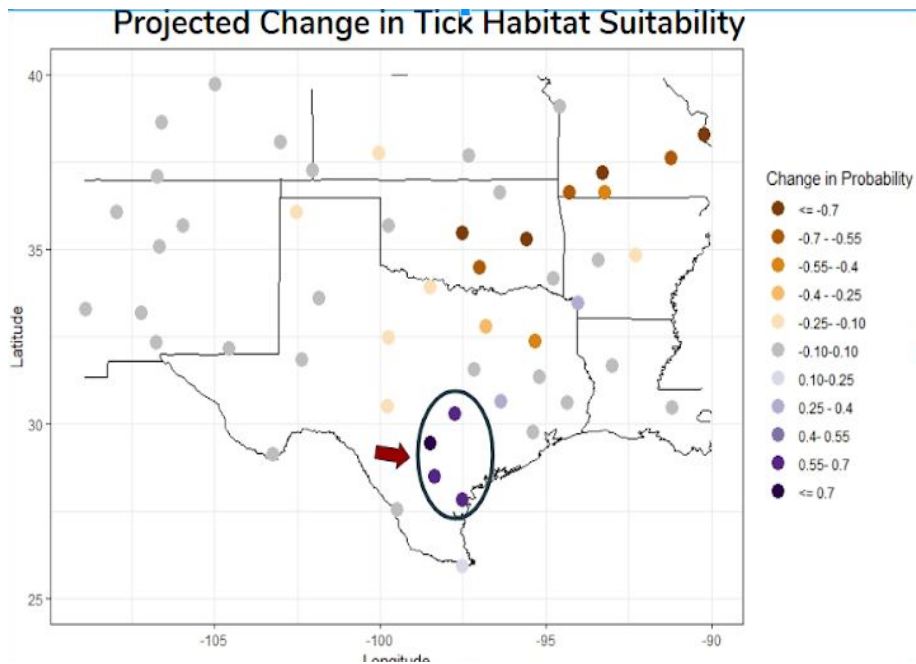 Projected Change in Tick Habitat Suitability
40
35
30
25
Latitude
-105
-100
-95
-90
Longitude
Change in Probability
<= -0.7
-0.7 - -0.55
-0.55- -0.4
-0.4 - -0.25
-0.25- -0.10
-0.10-0.10
0.10-0.25
0.25 - 0.4
0.4- 0.55
0.55- 0.7
<= 0.7